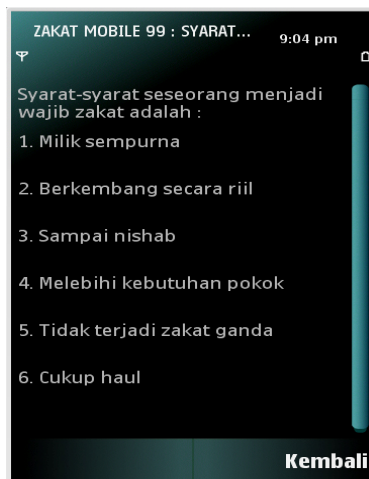 ZAKAT MOBILE 99 : SYARAT...
9:04 pm
Syarat-syarat seseorang menjadi
wajib zakat adalah :
1. Milik sempurna
2. Berkembang secara riil
3. Sampai nishab
4. Melebihi kebutuhan pokok
5. Tidak terjadi zakat ganda
6. Cukup haul
Kembali